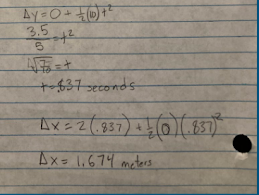 Δy = 0 + ½(10)t²
3.5/5 = t²
√7/10 = t
t = .837 seconds
Δx = 2(.837) + ½(0)(.837)²
Δx = 1.674 meters